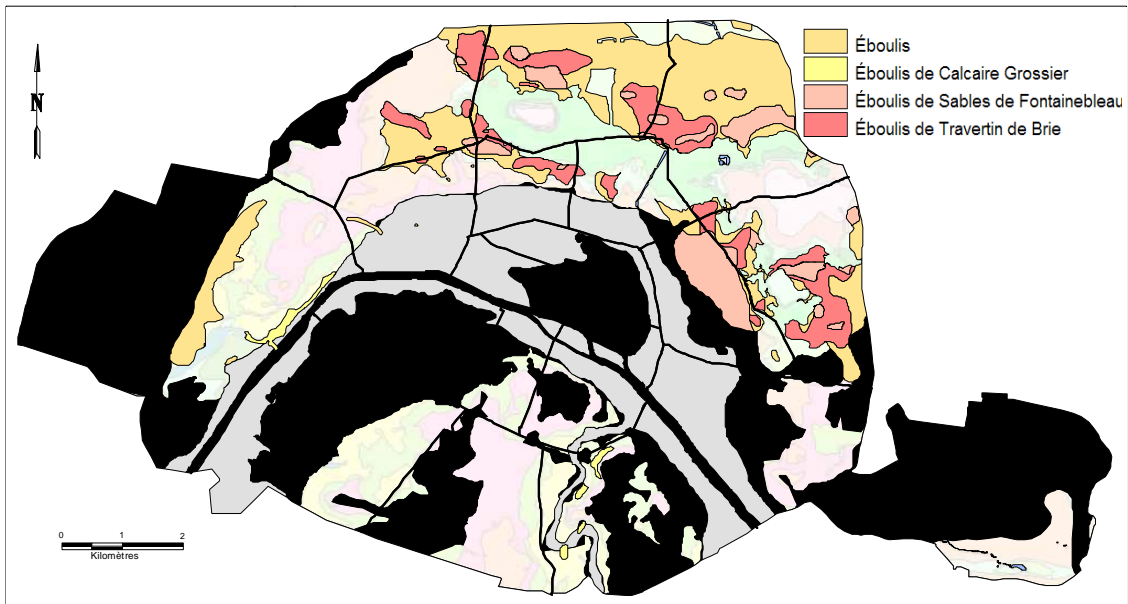 N
Éboulis
Éboulis de Calcaire Grossier
Éboulis de Sables de Fontainebleau
Éboulis de Travertin de Brie
0 1 2
Kilomètres